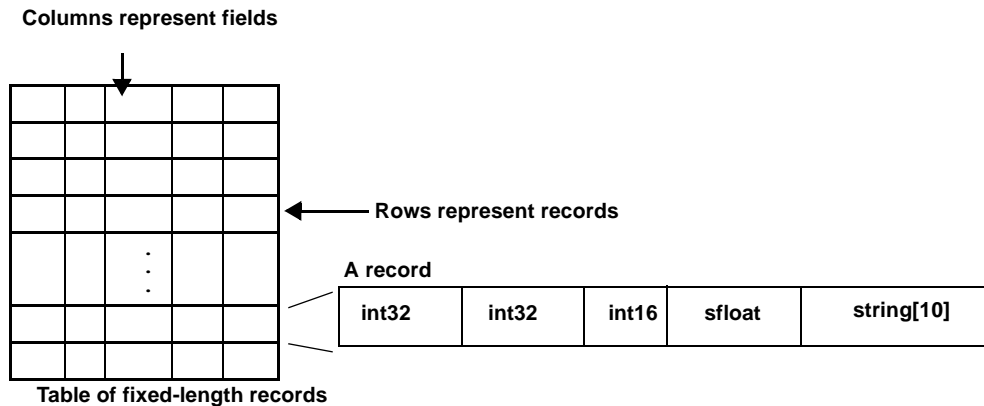 Columns represent fields
Rows represent records
A record
int32 int32 int16 sfloat string[10]
Table of fixed-length records